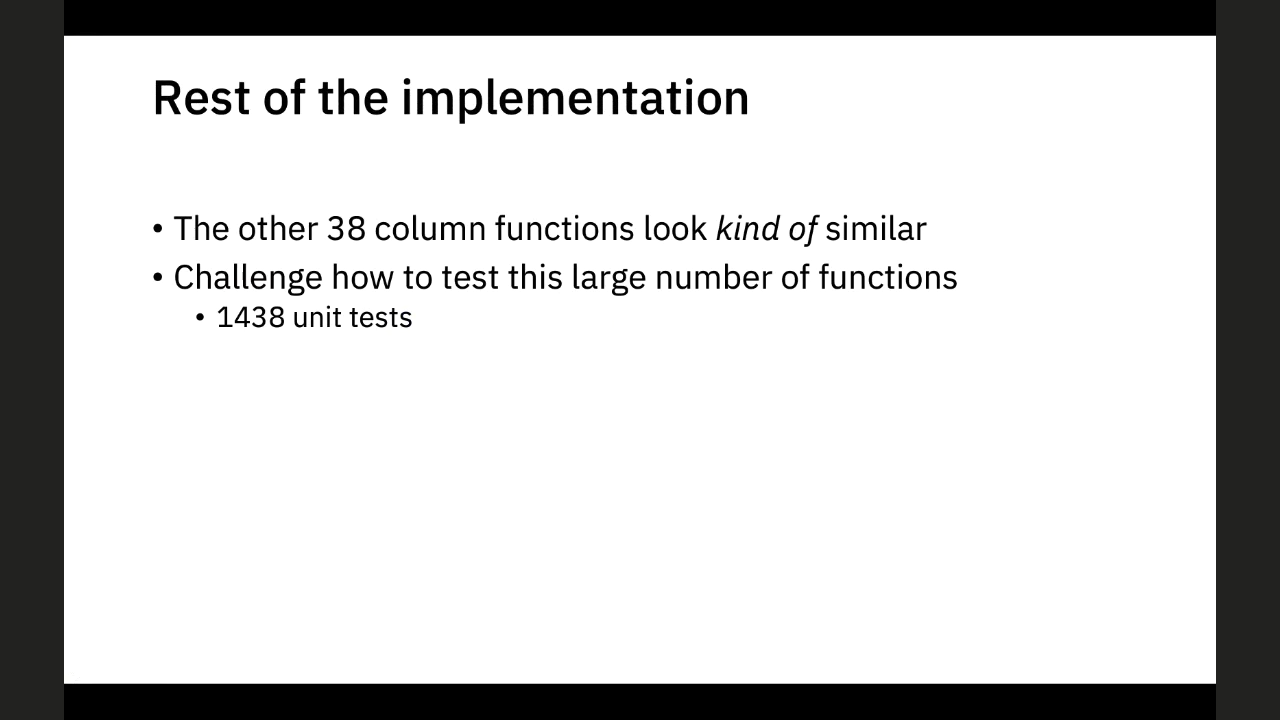 Rest of the implementation
• The other 38 column functions look kind of similar
• Challenge how to test this large number of functions
• 1438 unit tests